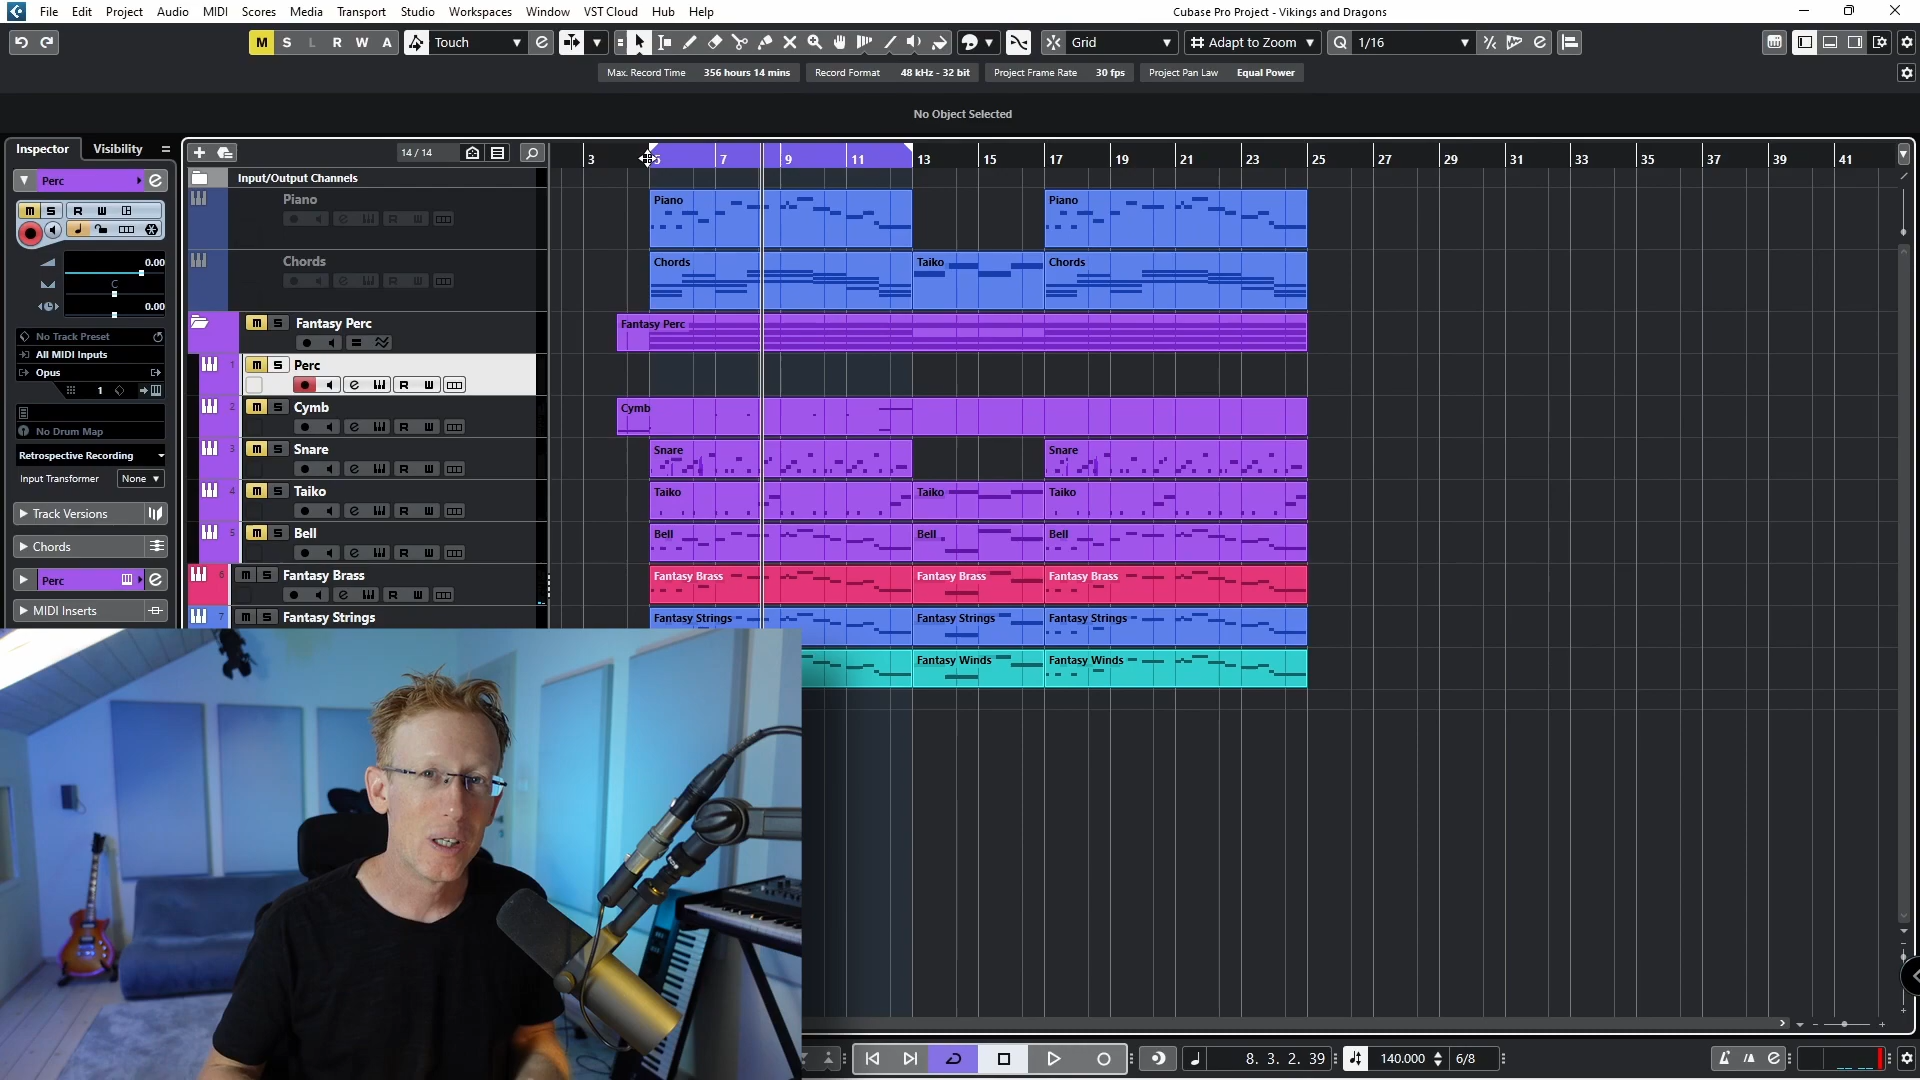 File Edit Project Audio MIDI Scores Media Transport Studio Workspaces Window VST Cloud Hub Help
Cubase Pro Project - Vikings and Dragons
M S L R W A Touch Grid Adapt to Zoom Q 1/16
Max. Record Time 356 hours 14 mins Record Format 48 kHz - 32 bit Project Frame Rate 30 fps Project Pan Law Equal Power
No Object Selected
Inspector Visibility
14 / 14
3 5 7 9 11 13 15 17 19 21 23 25 27 29 31 33 35 37 39 41
Perc
M S R W
0.00
C
0.00
No Track Preset
All MIDI Inputs
Opus
1
No Drum Map
Retrospective Recording
Input Transformer None
Track Versions
Chords
Perc
MIDI Inserts
Input/Output Channels
Piano
R W
Chords
R W
M S Fantasy Perc
1 M S Perc
R W
2 M S Cymb
R W
3 M S Snare
R W
4 M S Taiko
R W
5 M S Bell
R W
6 M S Fantasy Brass
R W
7 M S Fantasy Strings
Piano Piano
Chords Taiko Chords
Fantasy Perc
Cymb
Snare Snare
Taiko Taiko Taiko
Bell Bell Bell
Fantasy Brass Fantasy Brass Fantasy Brass
Fantasy Strings Fantasy Strings Fantasy Strings
Fantasy Winds Fantasy Winds
8. 3. 2. 39 140.000 6/8